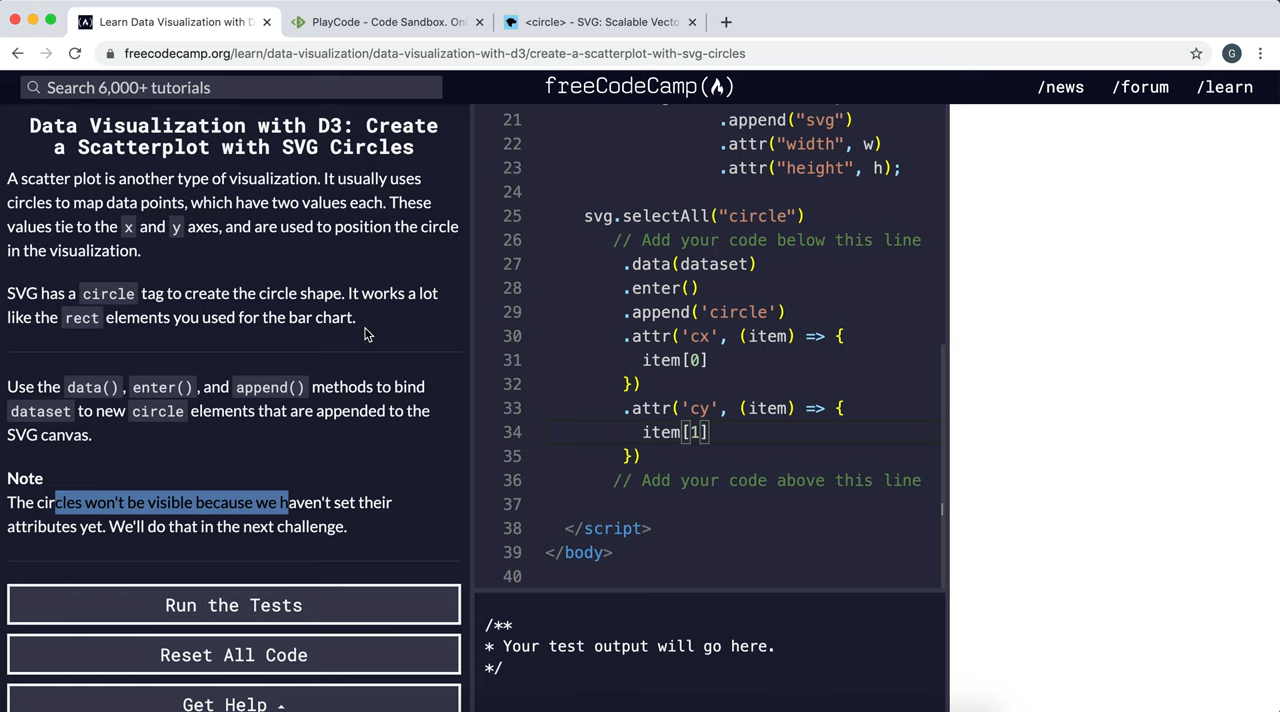 Learn Data Visualization with D
PlayCode - Code Sandbox. Onl
<circle> - SVG: Scalable Vecto
freecodecamp.org/learn/data-visualization/data-visualization-with-d3/create-a-scatterplot-with-svg-circles
G
Search 6,000+ tutorials
freeCodeCamp
/news
/forum
/learn
Data Visualization with D3: Create
a Scatterplot with SVG Circles
A scatter plot is another type of visualization. It usually uses
circles to map data points, which have two values each. These
values tie to the x and y axes, and are used to position the circle
in the visualization.
SVG has a circle tag to create the circle shape. It works a lot
like the rect elements you used for the bar chart.
Use the data(), enter(), and append() methods to bind
dataset to new circle elements that are appended to the
SVG canvas.
Note
The circles won't be visible because we haven't set their
attributes yet. We'll do that in the next challenge.
Run the Tests
Reset All Code
Get Help
21 .append("svg")
22 .attr("width", w)
23 .attr("height", h);
24
25 svg.selectAll("circle")
26 // Add your code below this line
27 .data(dataset)
28 .enter()
29 .append('circle')
30 .attr('cx', (item) => {
31 item[0]
32 })
33 .attr('cy', (item) => {
34 item[1]
35 })
36 // Add your code above this line
37
38 </script>
39 </body>
40
/**
* Your test output will go here.
*/